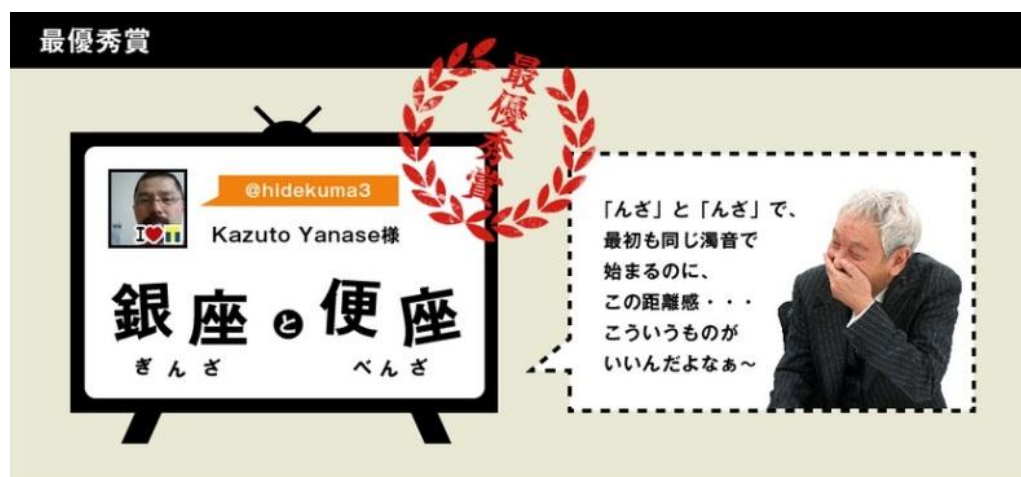 最優秀賞
最優秀賞
@hidekuma3
I❤
Kazuto Yanase様
銀座と便座
ぎんざ べんざ
「んざ」と「んざ」で、
最初も同じ濁音で
始まるのに、
この距離感・・・
こういうものが
いいんだよなぁ～